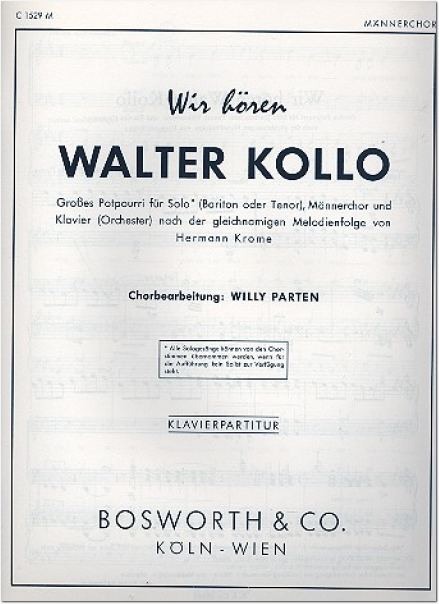 C 1529 M
MÄNNERCHOR
Wir hören
WALTER KOLLO
Großes Potpourri für Solo* (Bariton oder Tenor), Männerchor und
Klavier (Orchester) nach der gleichnamigen Melodienfolge von
Hermann Krome
Chorbearbeitung: WILLY PARTEN
* Alle Sologesänge können von den Chor-
stimmen übernommen werden, wenn für
die Aufführung kein Solist zur Verfügung
steht.
KLAVIERPARTITUR
BOSWORTH & CO.
KÖLN - WIEN